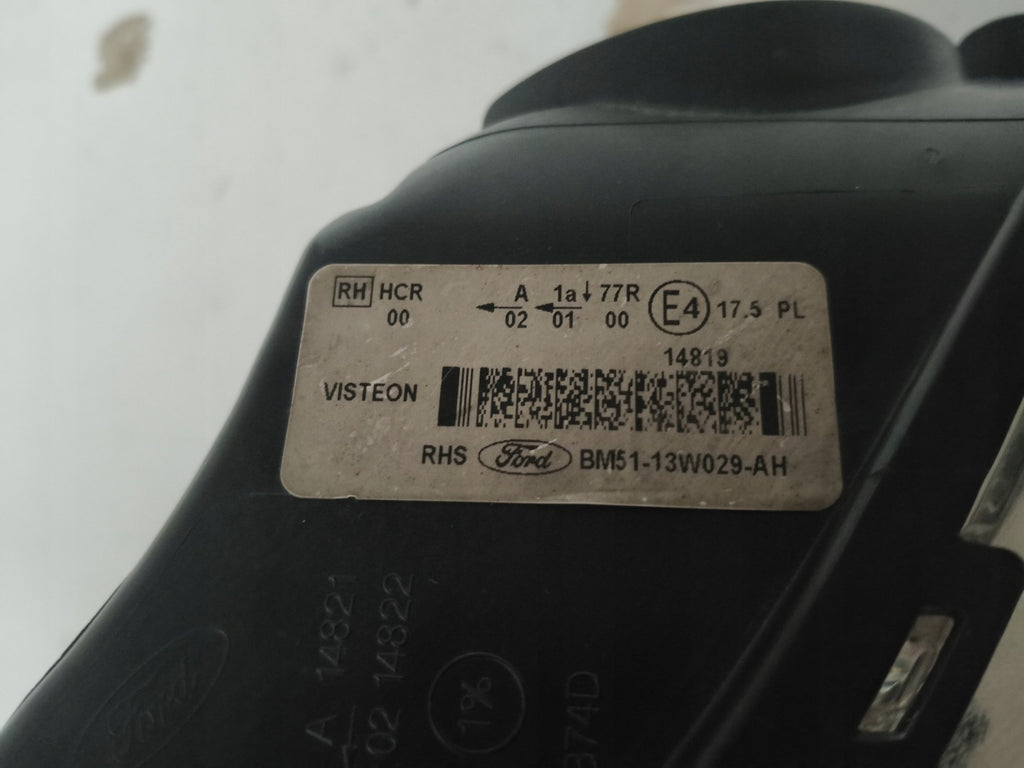 RH HCR A 1a 77R E4 17.5 PL
00 02 01 00
14819
VISTEON
RHS Ford BM51-13W029-AH
A 14821
02 14822
1%
Ford